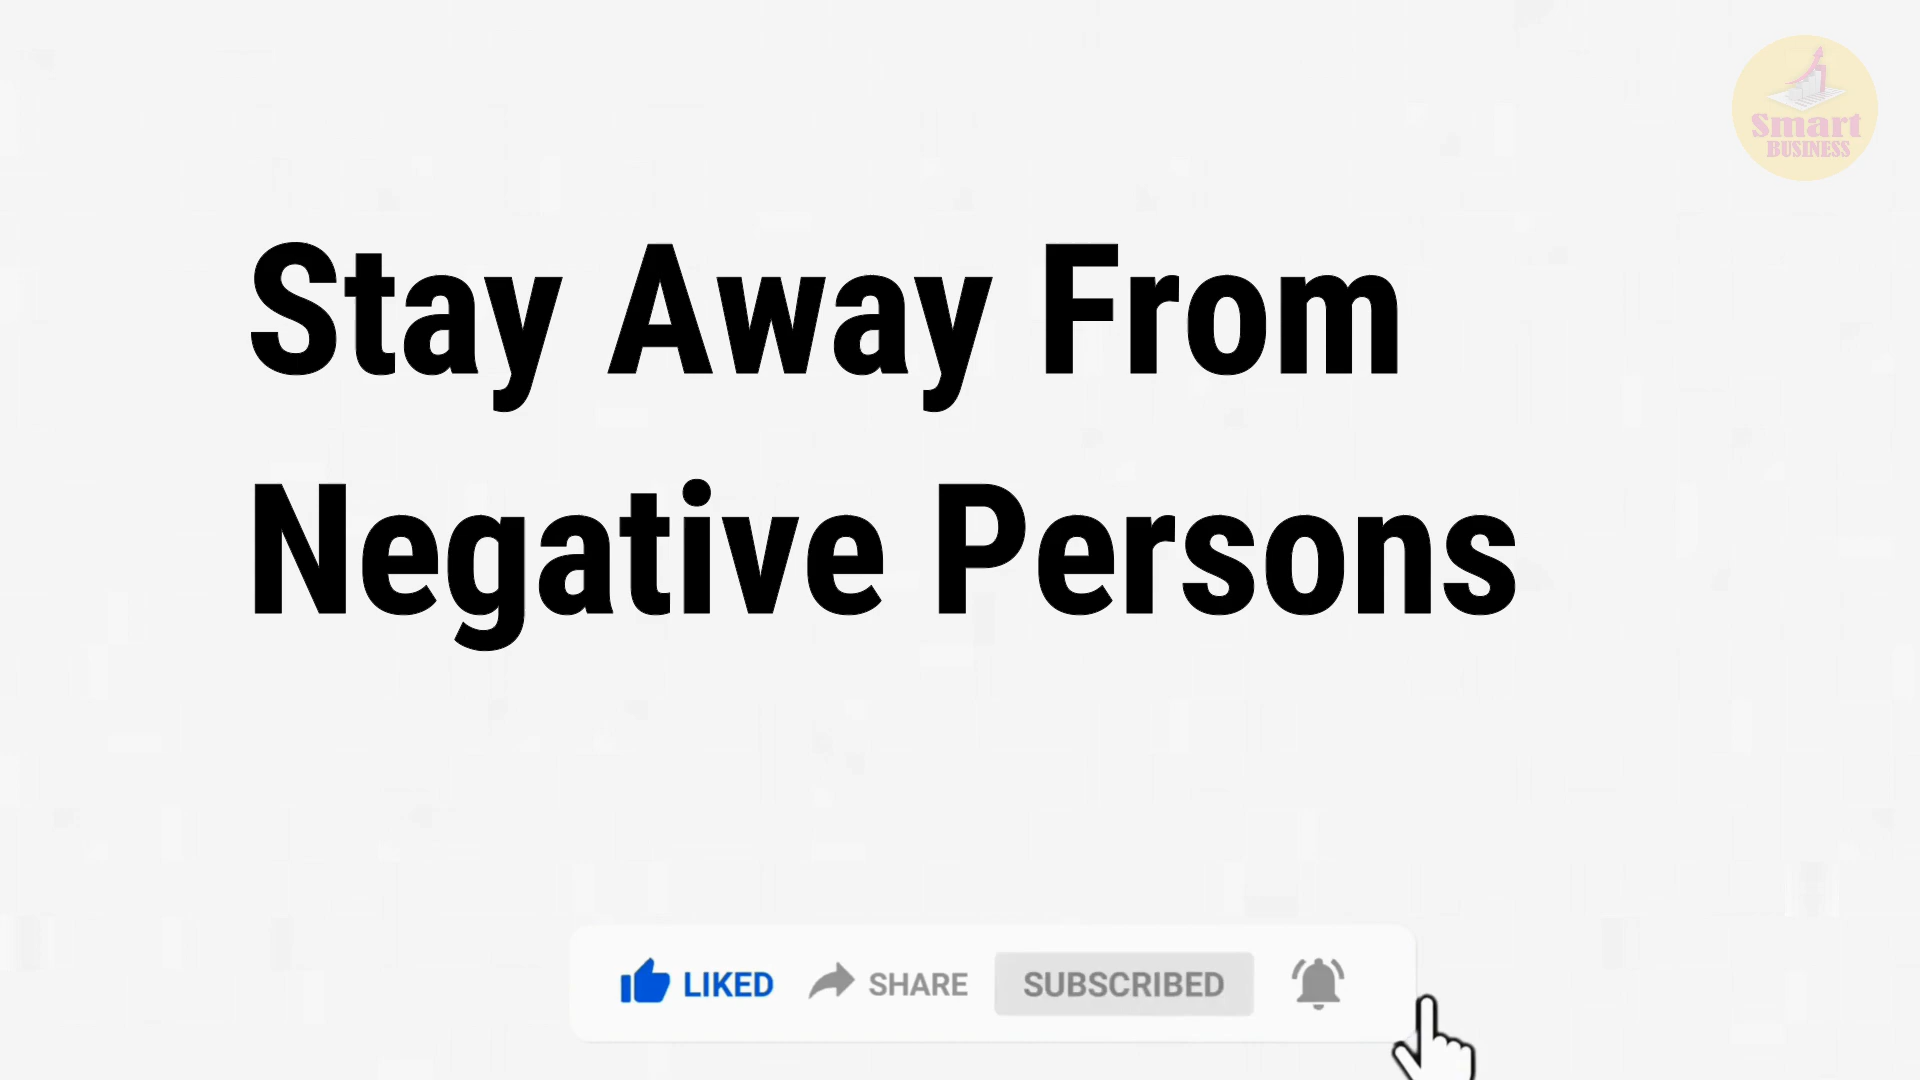 Smart
BUSINESS
Stay Away From
Negative Persons
LIKED SHARE SUBSCRIBED